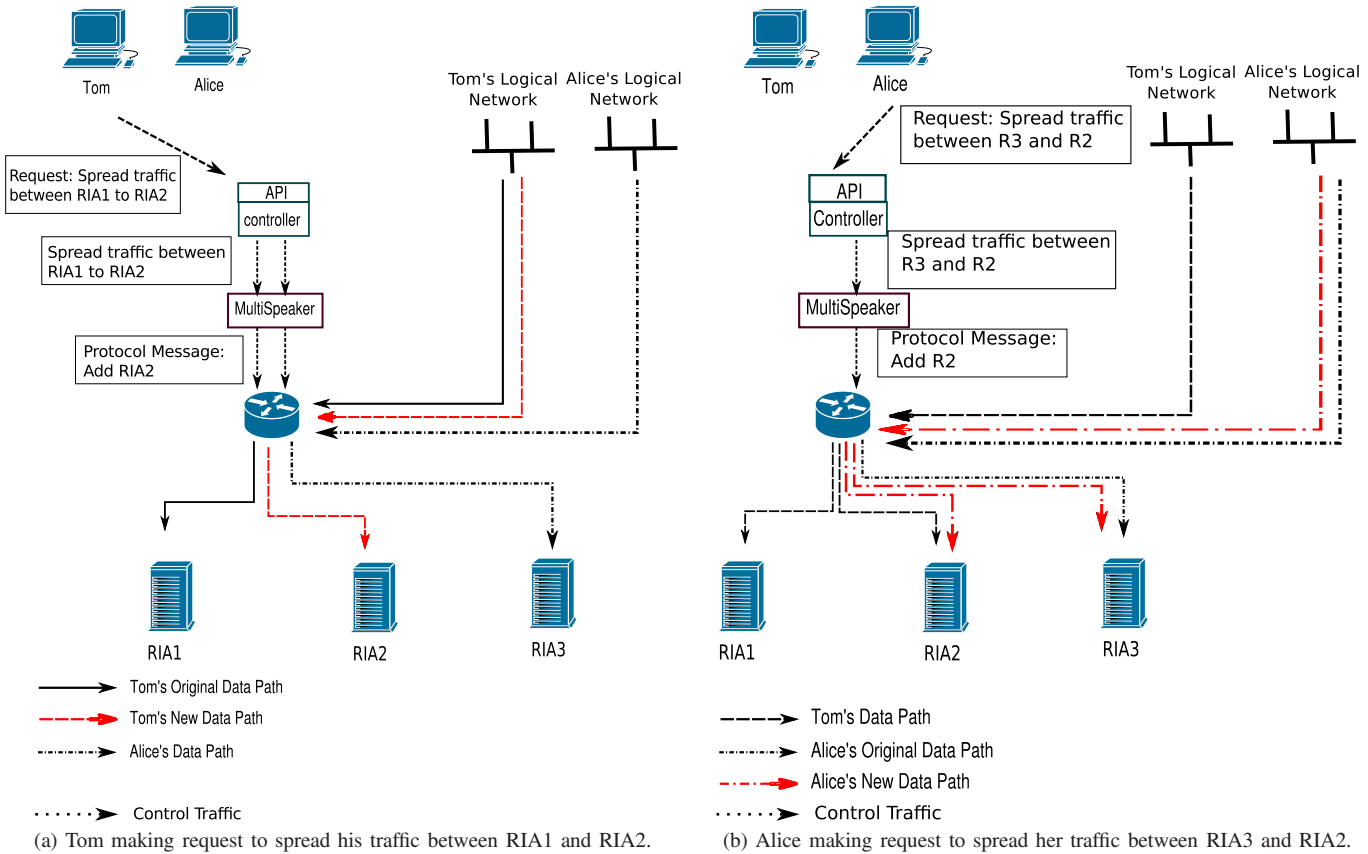 Tom
Alice
Tom's Logical
Network
Alice's Logical
Network
Request: Spread traffic
between RIA1 to RIA2
API
controller
Spread traffic between
RIA1 to RIA2
MultiSpeaker
Protocol Message:
Add RIA2
RIA1
RIA2
RIA3
Tom's Original Data Path
Tom's New Data Path
Alice's Data Path
Control Traffic
(a) Tom making request to spread his traffic between RIA1 and RIA2.
Tom
Alice
Tom's Logical
Network
Alice's Logical
Network
Request: Spread traffic
between R3 and R2
API
Controller
Spread traffic between
R3 and R2
MultiSpeaker
Protocol Message:
Add R2
RIA1
RIA2
RIA3
Tom's Data Path
Alice's Original Data Path
Alice's New Data Path
Control Traffic
(b) Alice making request to spread her traffic between RIA3 and RIA2.